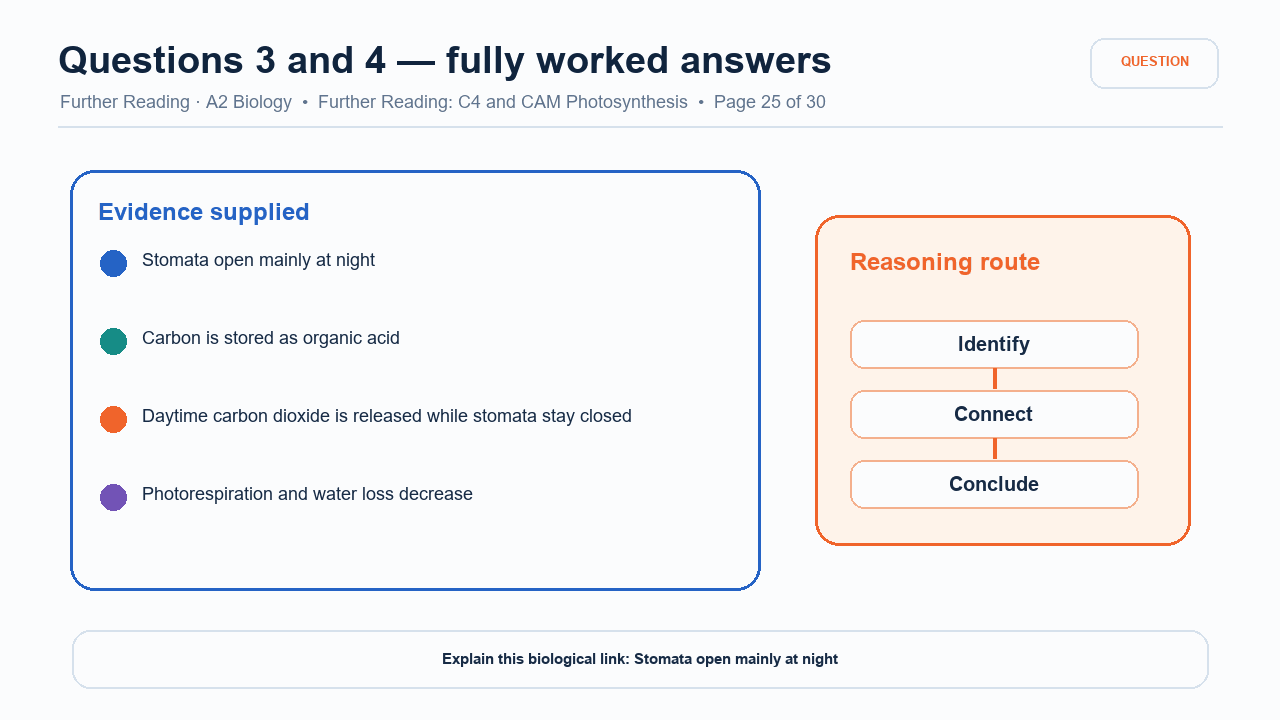 Questions 3 and 4 — fully worked answers
QUESTION
Further Reading · A2 Biology • Further Reading: C4 and CAM Photosynthesis • Page 25 of 30
Evidence supplied
Stomata open mainly at night
Carbon is stored as organic acid
Daytime carbon dioxide is released while stomata stay closed
Photorespiration and water loss decrease
Reasoning route
Identify
Connect
Conclude
Explain this biological link: Stomata open mainly at night